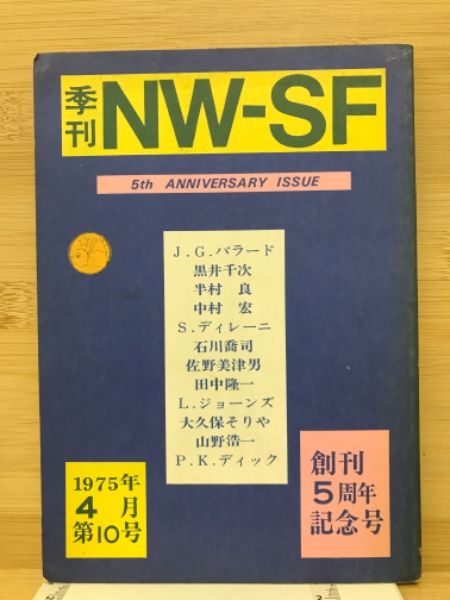 季刊 NW-SF
5th ANNIVERSARY ISSUE
J.G.バラード
黒井千次
半村 良
中村 宏
S.ディレーニ
石川喬司
佐野美津男
田中隆一
L.ジョーンズ
大久保そりや
山野浩一
P.K.ディック
1975年
4月
第10号
創刊
5周年
記念号